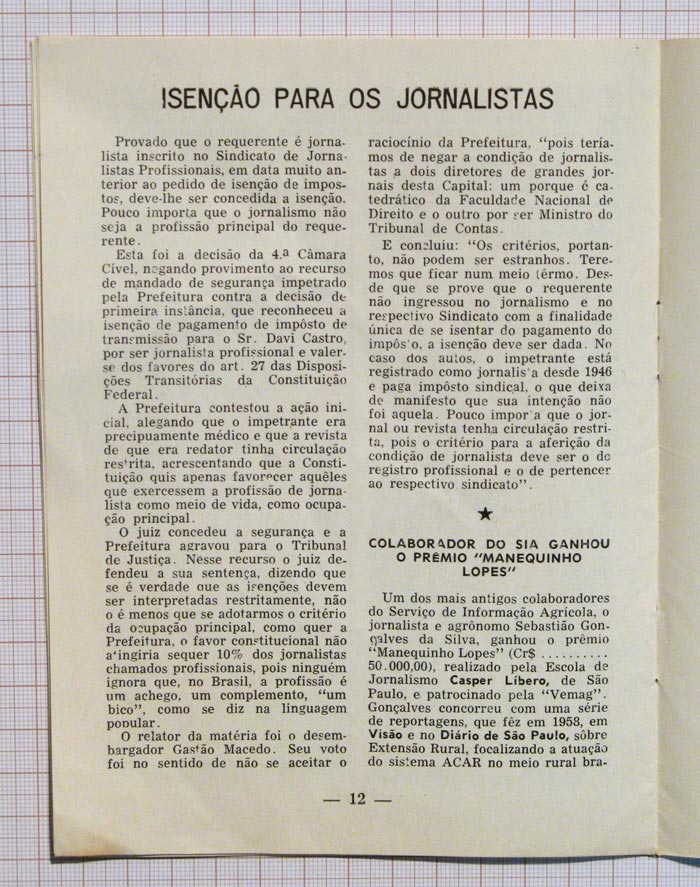 ISENÇÃO PARA OS JORNALISTAS
Provado que o requerente é jorna-
lista inscrito no Sindicato de Jorna-
listas Profissionais, em data muito an-
terior ao pedido de isenção de impos-
tos, deve-lhe ser concedida a isenção.
Pouco importa que o jornalismo não
seja a profissão principal do reque-
rente.
Esta foi a decisão da 4.ª Câmara
Cível, negando provimento ao recurso
de mandado de segurança impetrado
pela Prefeitura contra a decisão de
primeira instância, que reconheceu a
isenção de pagamento de impôsto de
transmissão para o Sr. Davi Castro,
por ser jornalista profissional e valer-
se dos favores do art. 27 das Disposi-
ções Transitórias da Constituição
Federal.
A Prefeitura contestou a ação ini-
cial, alegando que o impetrante era
precipuamente médico e que a revista
de que era redator tinha circulação
restrita, acrescentando que a Consti-
tuição quis apenas favorecer aquêles
que exercessem a profissão de jorna-
lista como meio de vida, como ocupa-
ção principal.
O juiz concedeu a segurança e a
Prefeitura agravou para o Tribunal
de Justiça. Nesse recurso o juiz de-
fendeu a sua sentença, dizendo que
se é verdade que as isenções devem
ser interpretadas restritamente, não
o é menos que se adotarmos o critério
da ocupação principal, como quer a
Prefeitura, o favor constitucional não
atingiria sequer 10% dos jornalistas
chamados profissionais, pois ninguém
ignora que, no Brasil, a profissão é
um achego, um complemento, "um
bico", como se diz na linguagem
popular.
O relator da matéria foi o desem-
bargador Gastão Macedo. Seu voto
foi no sentido de não se aceitar o
raciocínio da Prefeitura, "pois tería-
mos de negar a condição de jornalis-
tas a dois diretores de grandes jor-
nais desta Capital: um porque é ca-
tedrático da Faculdade Nacional de
Direito e o outro por ser Ministro do
Tribunal de Contas.
E concluiu: "Os critérios, portan-
to, não podem ser estranhos. Tere-
mos que ficar num meio têrmo. Des-
de que se prove que o requerente
não ingressou no jornalismo e no
respectivo Sindicato com a finalidade
única de se isentar do pagamento do
impôsto, a isenção deve ser dada. No
caso dos autos, o impetrante está
registrado como jornalista desde 1946
e paga impôsto sindical, o que deixa
de manifesto que sua intenção não
foi aquela. Pouco importa que o jor-
nal ou revista tenha circulação restri-
ta, pois o critério para a aferição da
condição de jornalista deve ser o de
registro profissional e o de pertencer
ao respectivo sindicato".
COLABORADOR DO SIA GANHOU
O PRÊMIO "MANEQUINHO
LOPES"
Um dos mais antigos colaboradores
do Serviço de Informação Agrícola, o
jornalista e agrônomo Sebastião Gon-
çalves da Silva, ganhou o prêmio
"Manequinho Lopes" (Cr$ ..........
50.000,00), realizado pela Escola de
Jornalismo Casper Líbero, de São
Paulo, e patrocinado pela "Vemag".
Gonçalves concorreu com uma série
de reportagens, que fêz em 1958, em
Visão e no Diário de São Paulo, sôbre
Extensão Rural, focalizando a atuação
do sistema ACAR no meio rural bra-
— 12 —